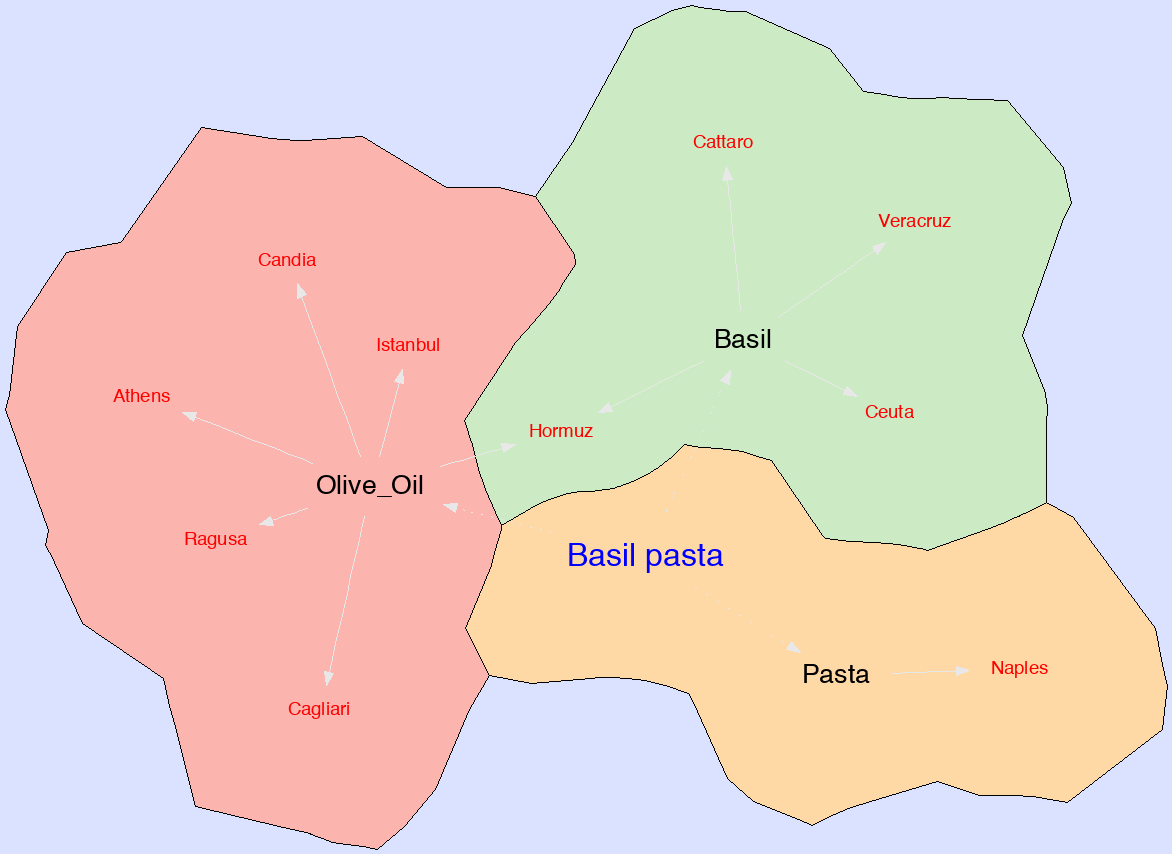 Cattaro
Veracruz
Candia
Basil
Istanbul
Athens
Ceuta
Hormuz
Olive_Oil
Ragusa
Basil pasta
Naples
Pasta
Cagliari